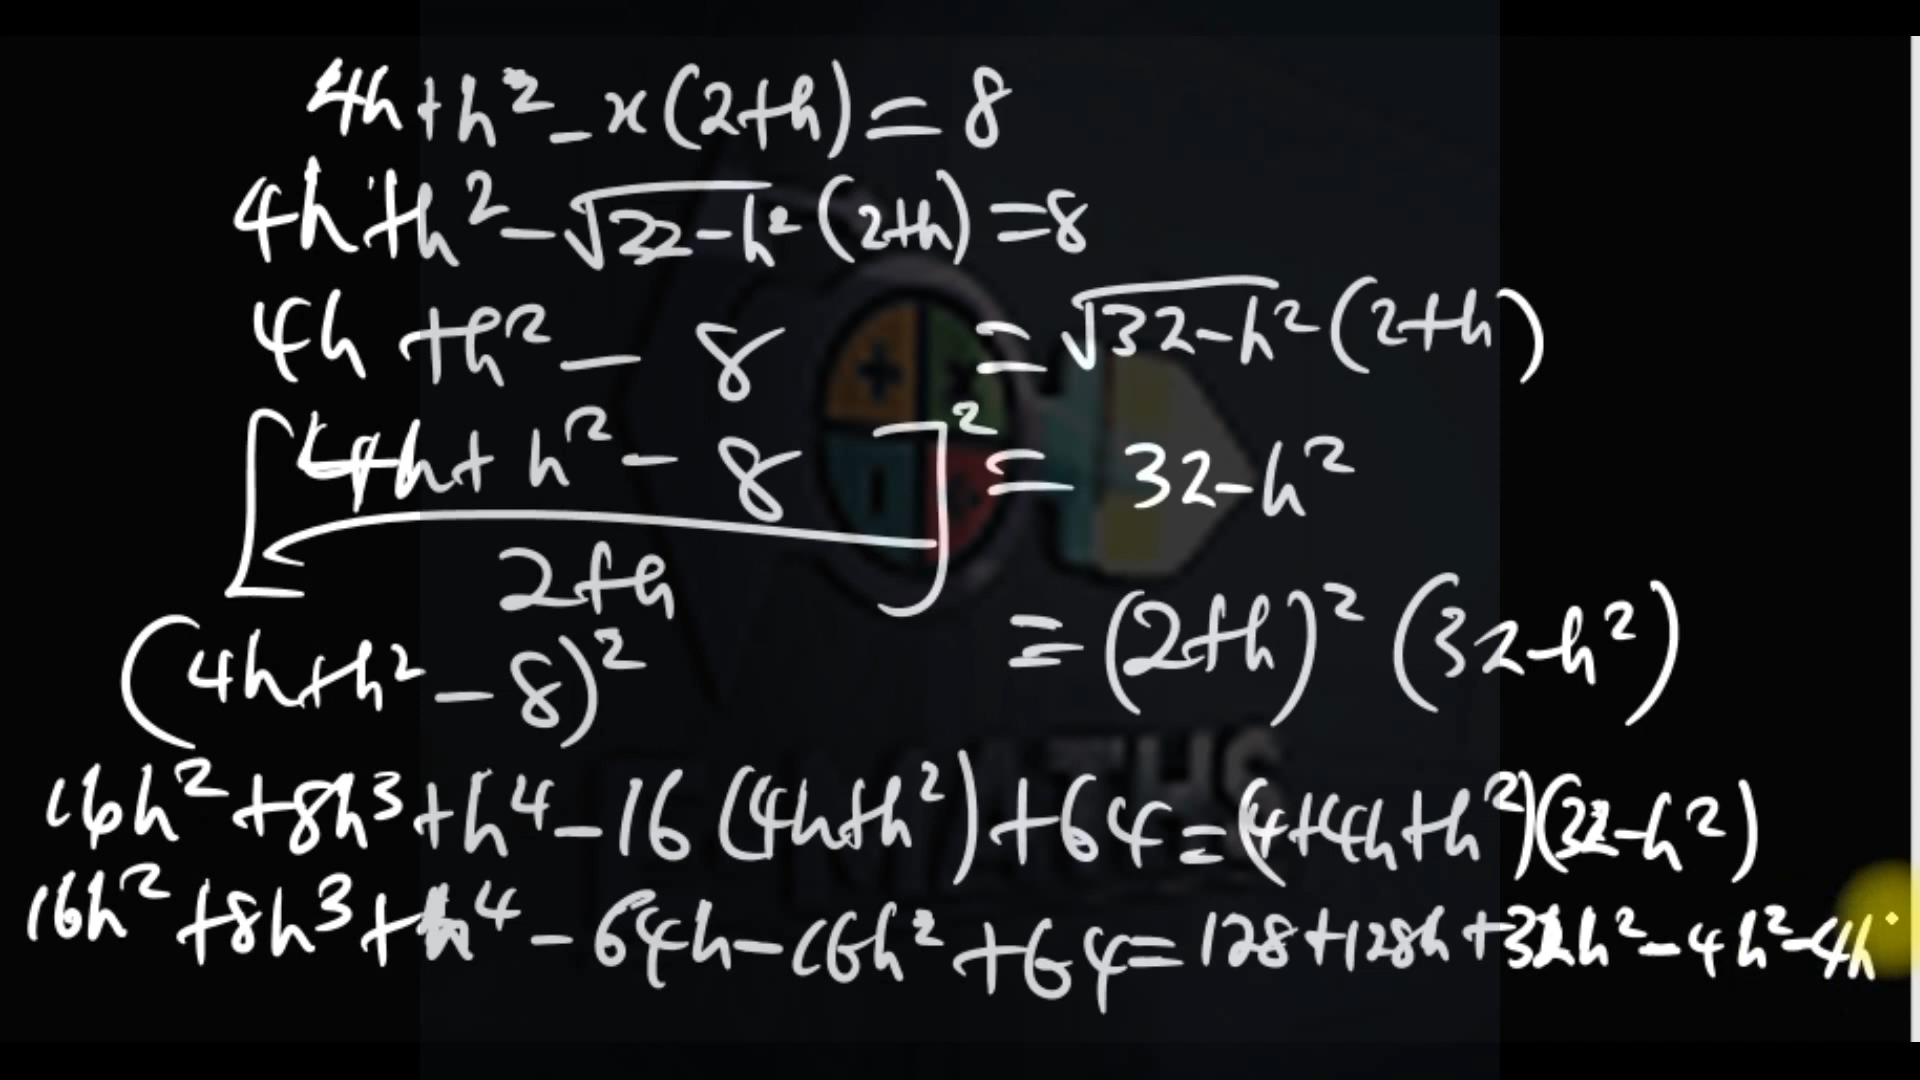 4h+h²-x(2+h)=8
4h+h²-√32-h²(2+h)=8
4h+h²-8=√32-h²(2+h)
[4h+h²-8/2+h]²=32-h²
(4h+h²-8)²=(2+h)²(32-h²)
16h²+8h³+h⁴-16(4h+h²)+64=(4+4h+h²)(32-h²)
16h²+8h³+h⁴-64h-16h²+64=128+128h+32h²-4h²-4h